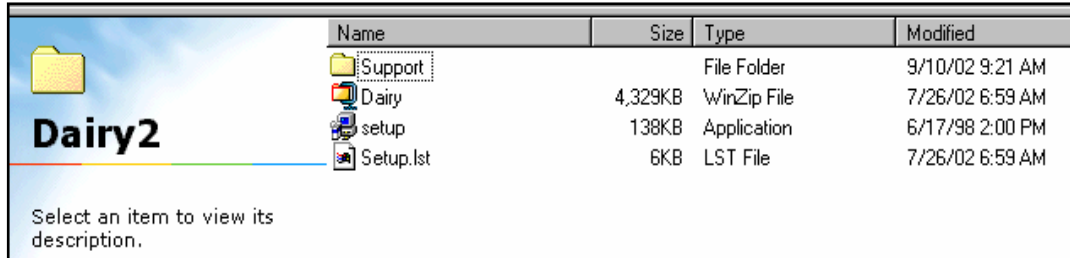 Name Size Type Modified
Support File Folder 9/10/02 9:21 AM
Dairy 4,329KB WinZip File 7/26/02 6:59 AM
setup 138KB Application 6/17/98 2:00 PM
Setup.lst 6KB LST File 7/26/02 6:59 AM
Dairy2
Select an item to view its
description.